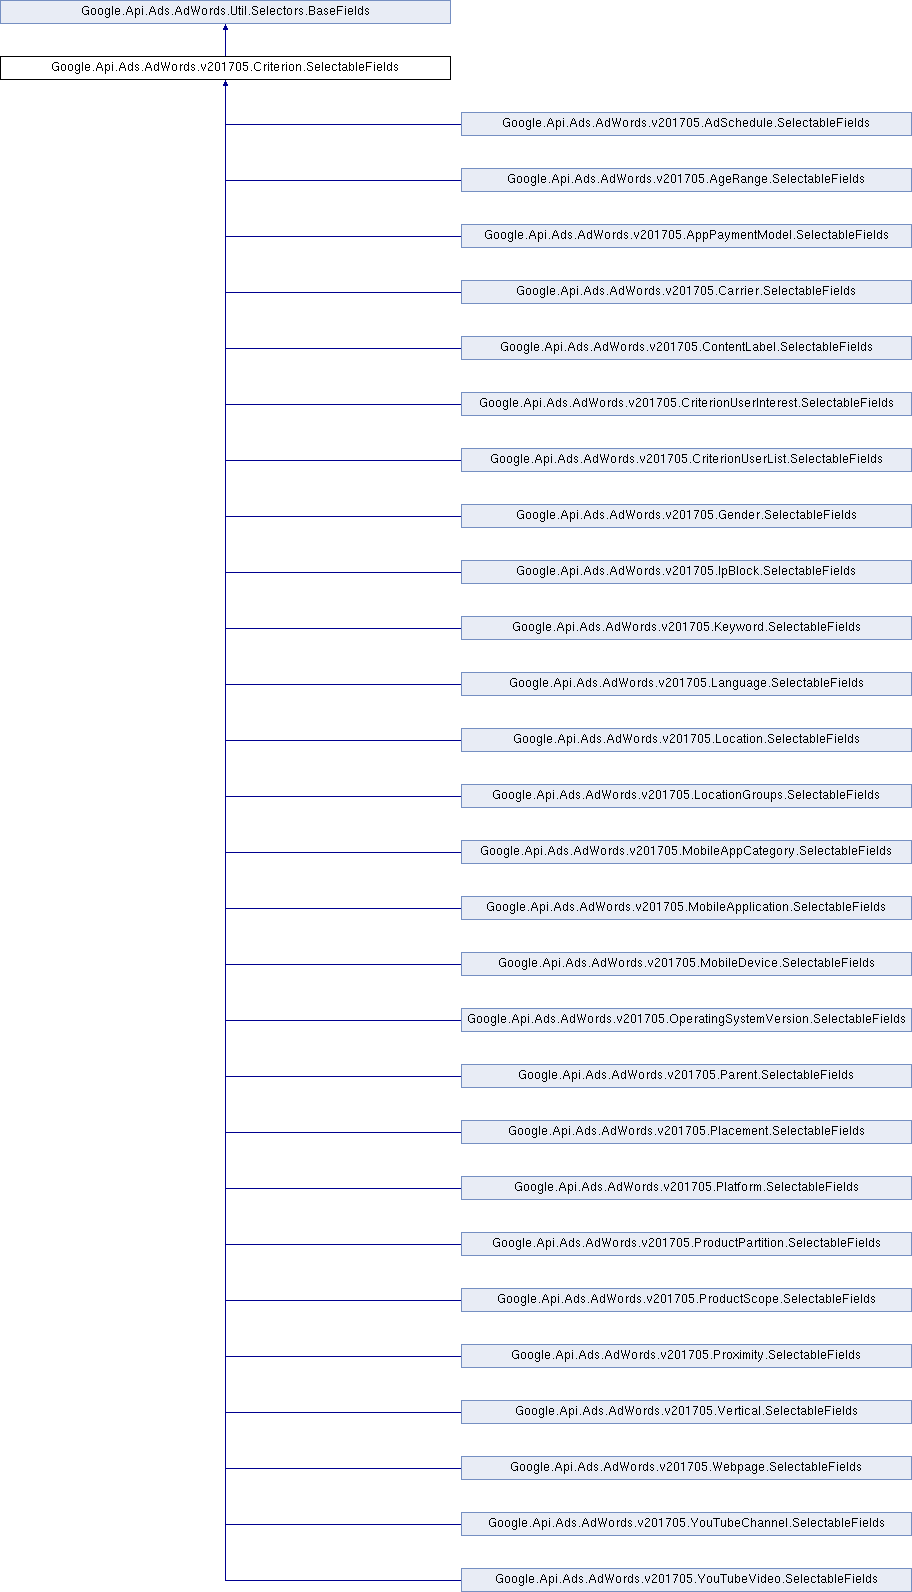 Google.Api.Ads.AdWords.Util.Selectors.BaseFields
Google.Api.Ads.AdWords.v201705.Criterion.SelectableFields
Google.Api.Ads.AdWords.v201705.AdSchedule.SelectableFields
Google.Api.Ads.AdWords.v201705.AgeRange.SelectableFields
Google.Api.Ads.AdWords.v201705.AppPaymentModel.SelectableFields
Google.Api.Ads.AdWords.v201705.Carrier.SelectableFields
Google.Api.Ads.AdWords.v201705.ContentLabel.SelectableFields
Google.Api.Ads.AdWords.v201705.CriterionUserInterest.SelectableFields
Google.Api.Ads.AdWords.v201705.CriterionUserList.SelectableFields
Google.Api.Ads.AdWords.v201705.Gender.SelectableFields
Google.Api.Ads.AdWords.v201705.IpBlock.SelectableFields
Google.Api.Ads.AdWords.v201705.Keyword.SelectableFields
Google.Api.Ads.AdWords.v201705.Language.SelectableFields
Google.Api.Ads.AdWords.v201705.Location.SelectableFields
Google.Api.Ads.AdWords.v201705.LocationGroups.SelectableFields
Google.Api.Ads.AdWords.v201705.MobileAppCategory.SelectableFields
Google.Api.Ads.AdWords.v201705.MobileApplication.SelectableFields
Google.Api.Ads.AdWords.v201705.MobileDevice.SelectableFields
Google.Api.Ads.AdWords.v201705.OperatingSystemVersion.SelectableFields
Google.Api.Ads.AdWords.v201705.Parent.SelectableFields
Google.Api.Ads.AdWords.v201705.Placement.SelectableFields
Google.Api.Ads.AdWords.v201705.Platform.SelectableFields
Google.Api.Ads.AdWords.v201705.ProductPartition.SelectableFields
Google.Api.Ads.AdWords.v201705.ProductScope.SelectableFields
Google.Api.Ads.AdWords.v201705.Proximity.SelectableFields
Google.Api.Ads.AdWords.v201705.Vertical.SelectableFields
Google.Api.Ads.AdWords.v201705.Webpage.SelectableFields
Google.Api.Ads.AdWords.v201705.YouTubeChannel.SelectableFields
Google.Api.Ads.AdWords.v201705.YouTubeVideo.SelectableFields